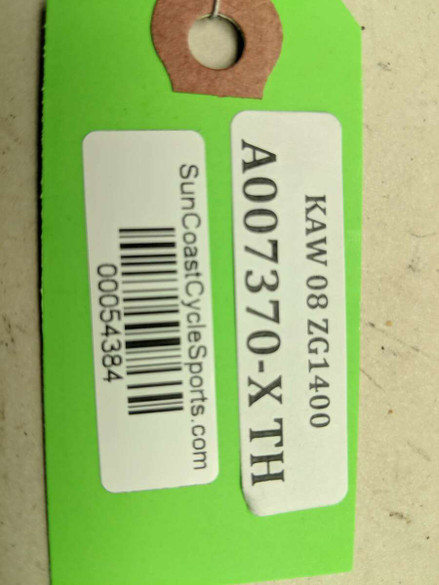 KAW 08 ZG1400
A007370-X TH
SunCoastCycleSports.com
00054384